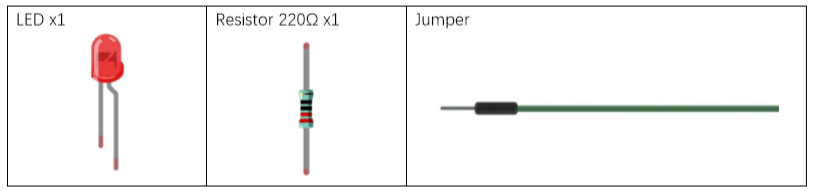 LED x1
Resistor 220Ω x1
Jumper